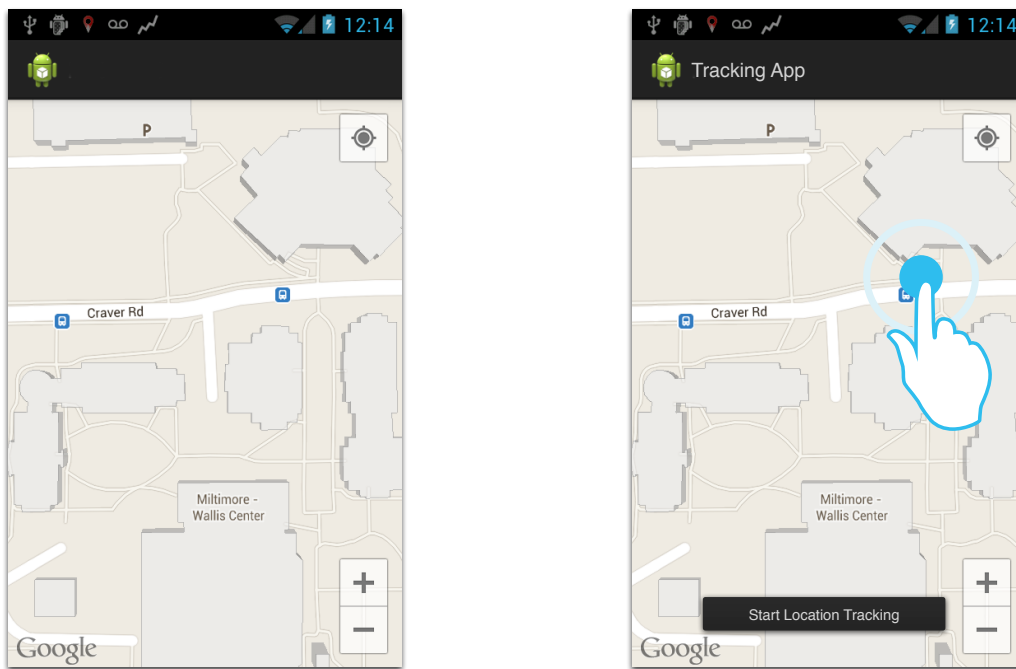 12:14
P
Craver Rd
Miltimore -
Wallis Center
+
−
Google
12:14
Tracking App
P
Craver Rd
Miltimore -
Wallis Center
+
Start Location Tracking
−
Google